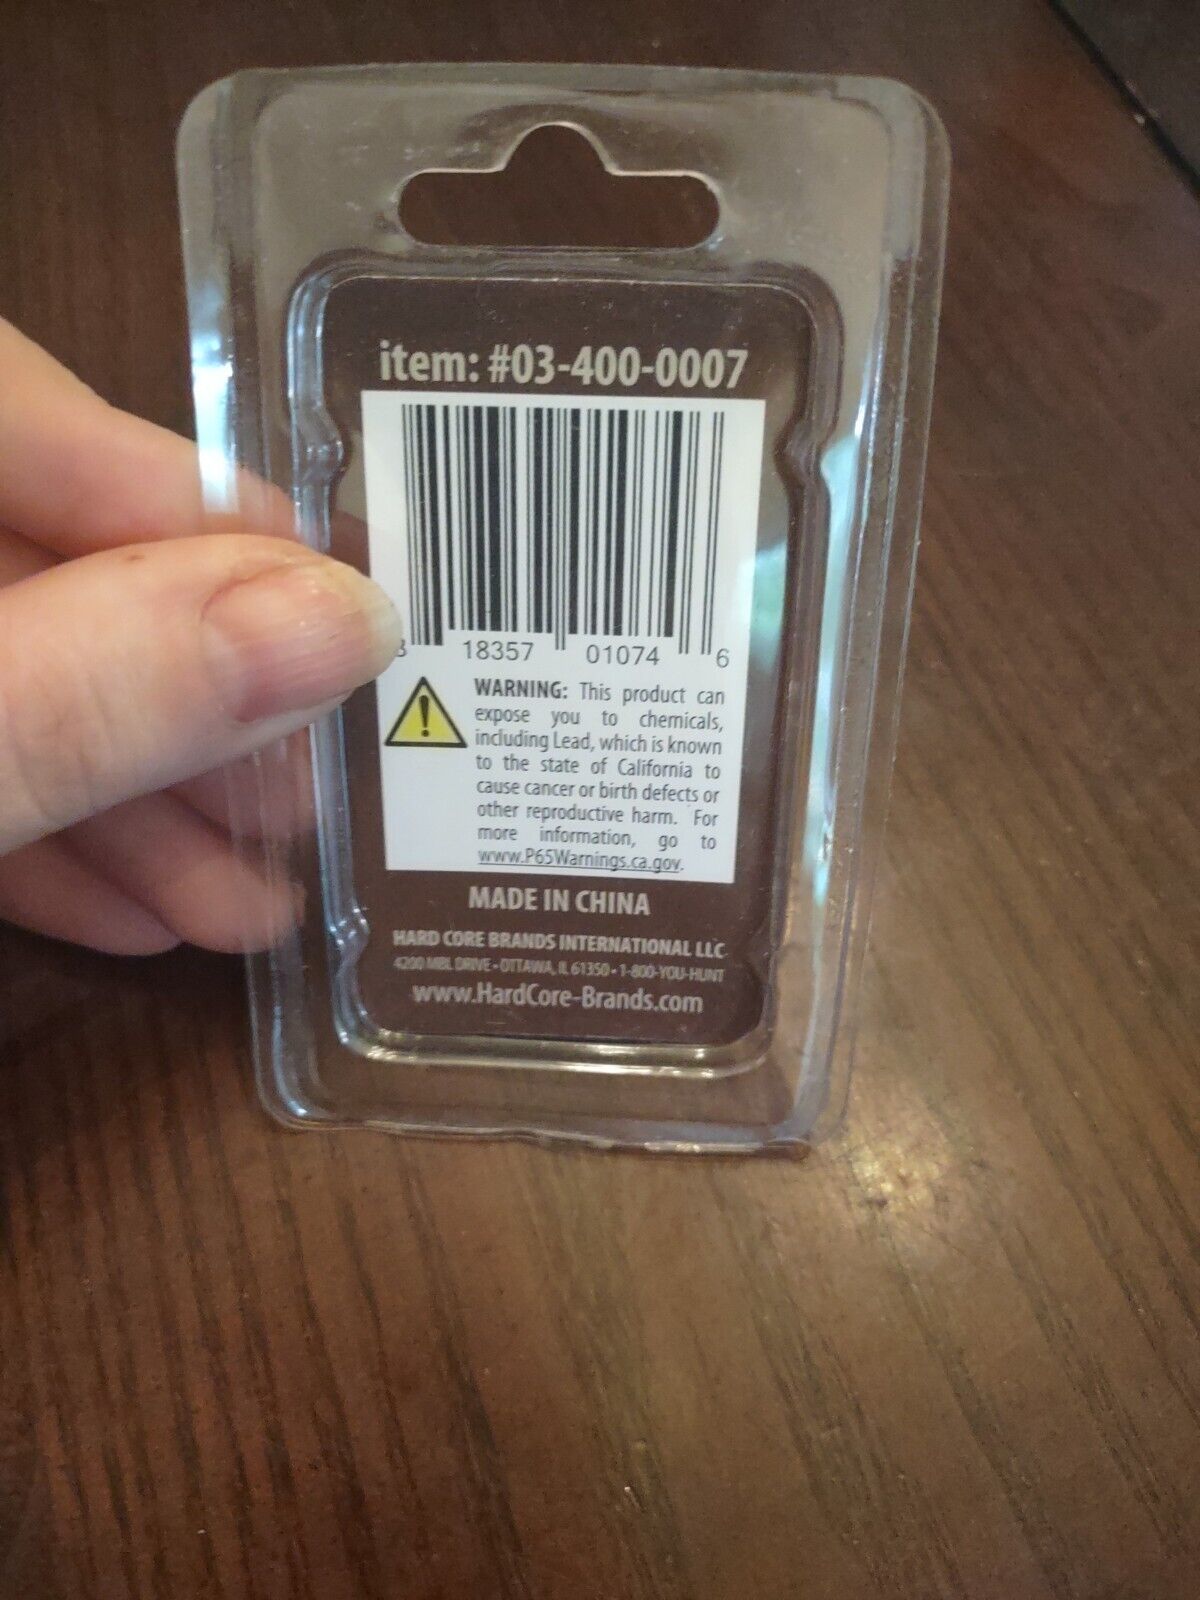 item: #03-400-0007
8 18357 01074 6
WARNING: This product can
expose you to chemicals,
including Lead, which is known
to the state of California to
cause cancer or birth defects or
other reproductive harm. For
more information, go to
www.P65Warnings.ca.gov.
MADE IN CHINA
HARD CORE BRANDS INTERNATIONAL LLC
4200 MBL DRIVE • OTTAWA, IL 61350 • 1-800-YOU-HUNT
www.HardCore-Brands.com